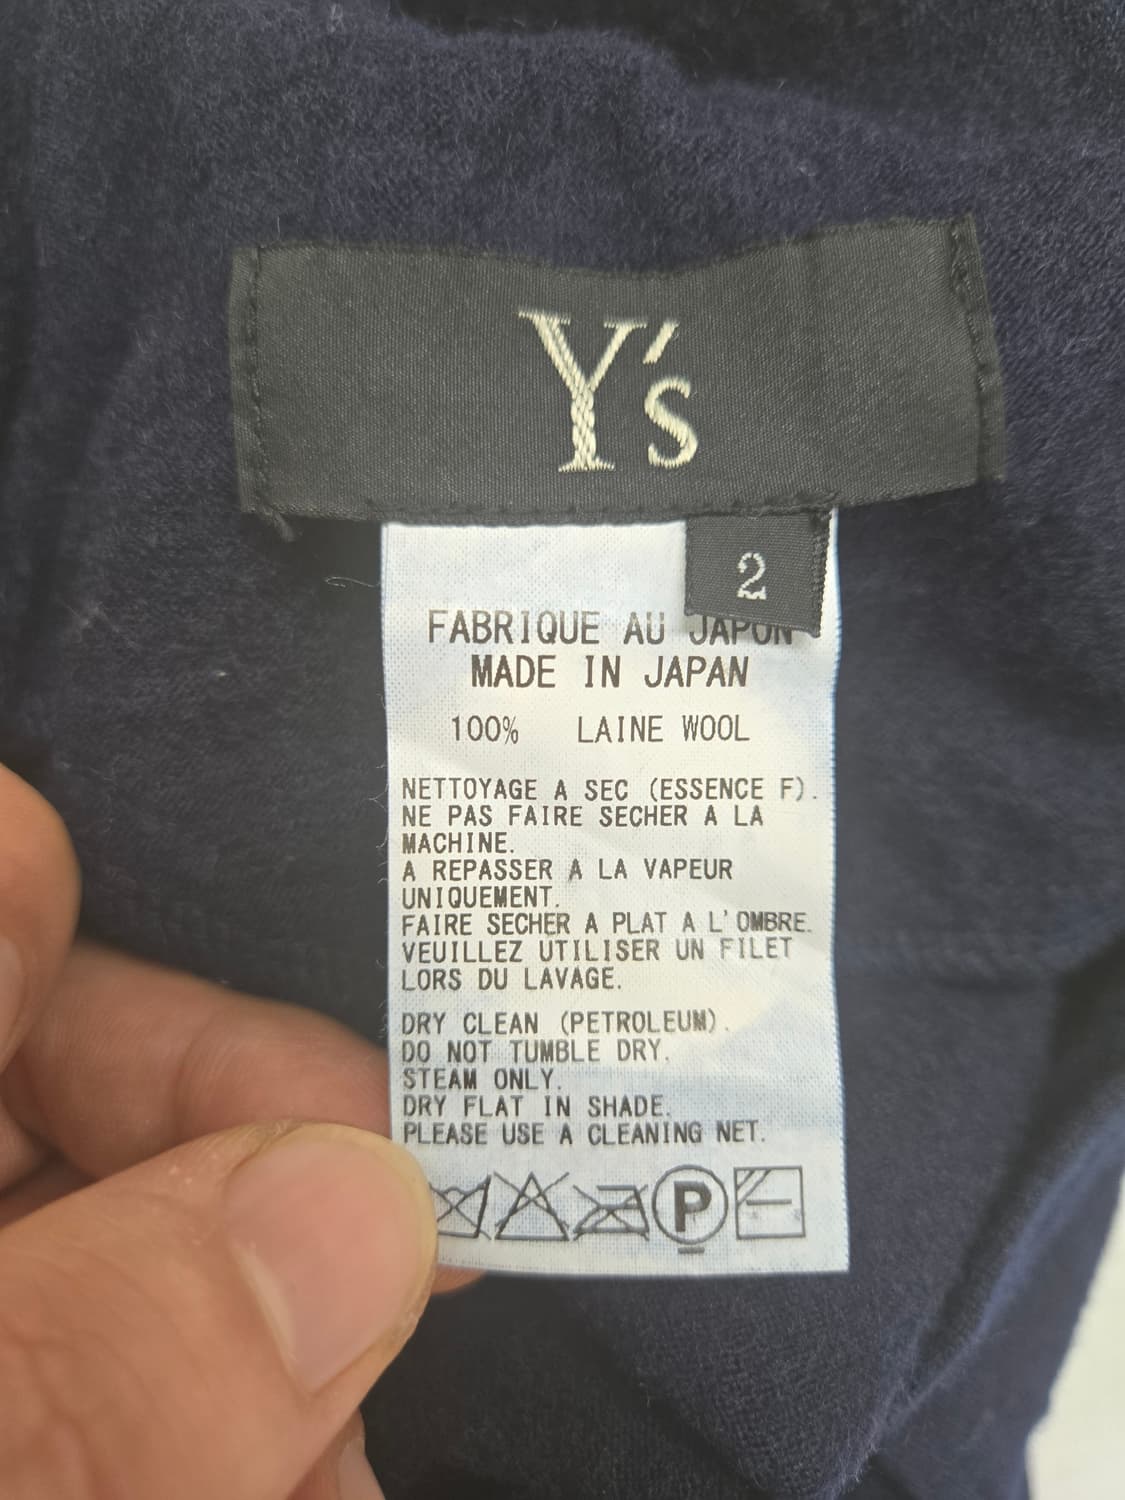 Y's
2
FABRIQUE AU JAPON
MADE IN JAPAN
100% LAINE WOOL
NETTOYAGE A SEC (ESSENCE F).
NE PAS FAIRE SECHER A LA
MACHINE.
A REPASSER A LA VAPEUR
UNIQUEMENT.
FAIRE SECHER A PLAT A L'OMBRE.
VEUILLEZ UTILISER UN FILET
LORS DU LAVAGE.
DRY CLEAN (PETROLEUM).
DO NOT TUMBLE DRY.
STEAM ONLY.
DRY FLAT IN SHADE.
PLEASE USE A CLEANING NET.
P